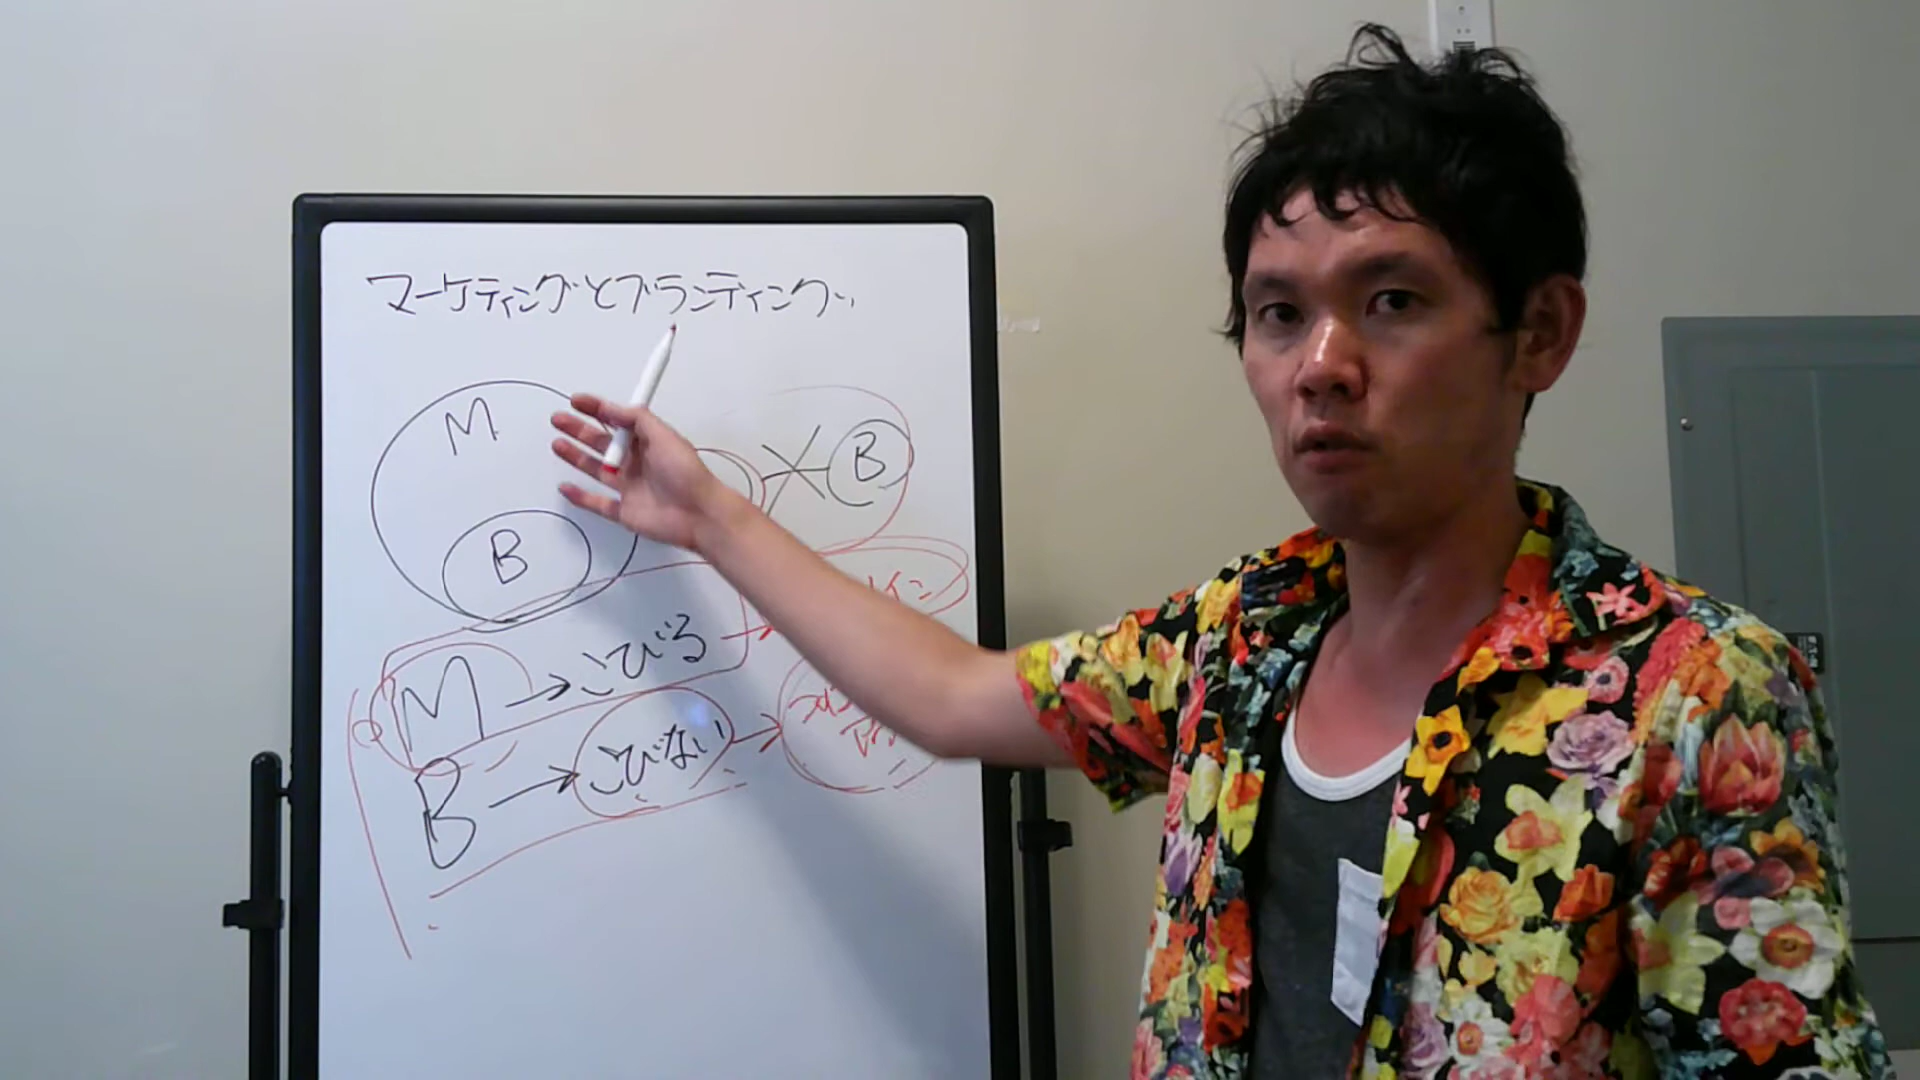 マーケティングとブランディング
M
B
B
M → こびる →
B → こびない →